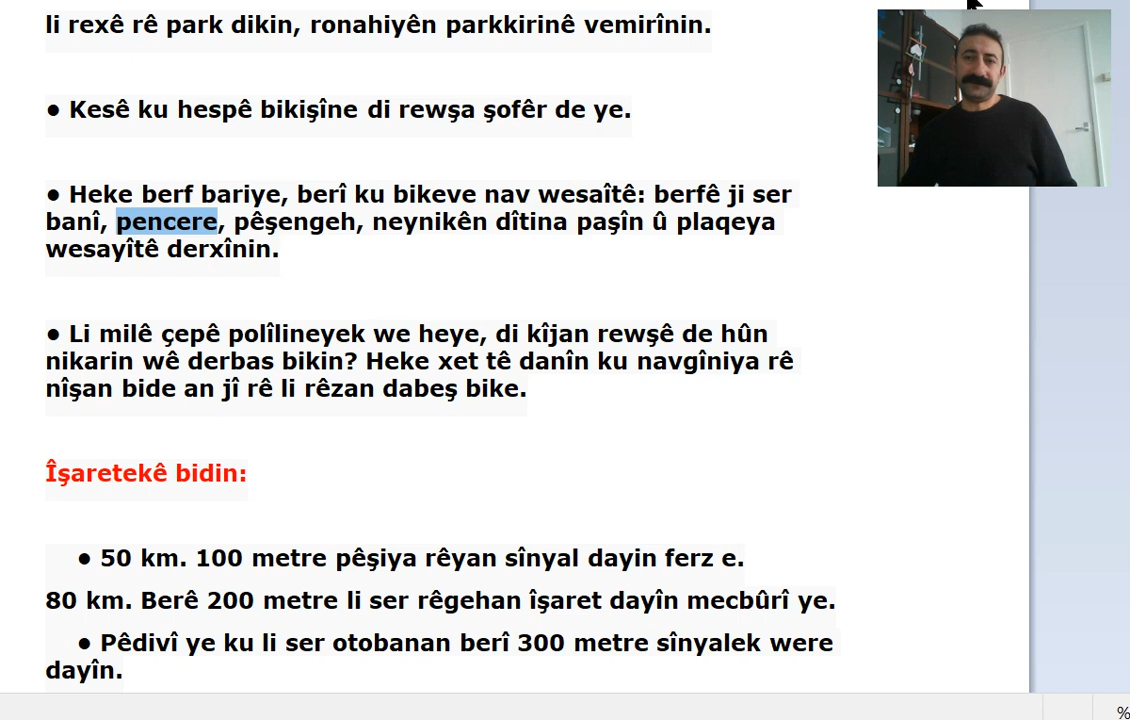 li rexê rê park dikin, ronahiyên parkkirinê vemirînin.
● Kesê ku hespê bikişîne di rewşa şofêr de ye.
● Heke berf bariye, berî ku bikeve nav wesaîtê: berfê ji ser
banî, pencere, pêşengeh, neynikên dîtina paşîn û plaqeya
wesayîtê derxînin.
● Li milê çepê polîlineyek we heye, di kîjan rewşê de hûn
nikarin wê derbas bikin? Heke xet tê danîn ku navgîniya rê
nîşan bide an jî rê li rêzan dabeş bike.
Îşaretekê bidin:
● 50 km. 100 metre pêşiya rêyan sînyal dayin ferz e.
80 km. Berê 200 metre li ser rêgehan îşaret dayîn mecbûrî ye.
● Pêdivî ye ku li ser otobanan berî 300 metre sînyalek were
dayîn.
%